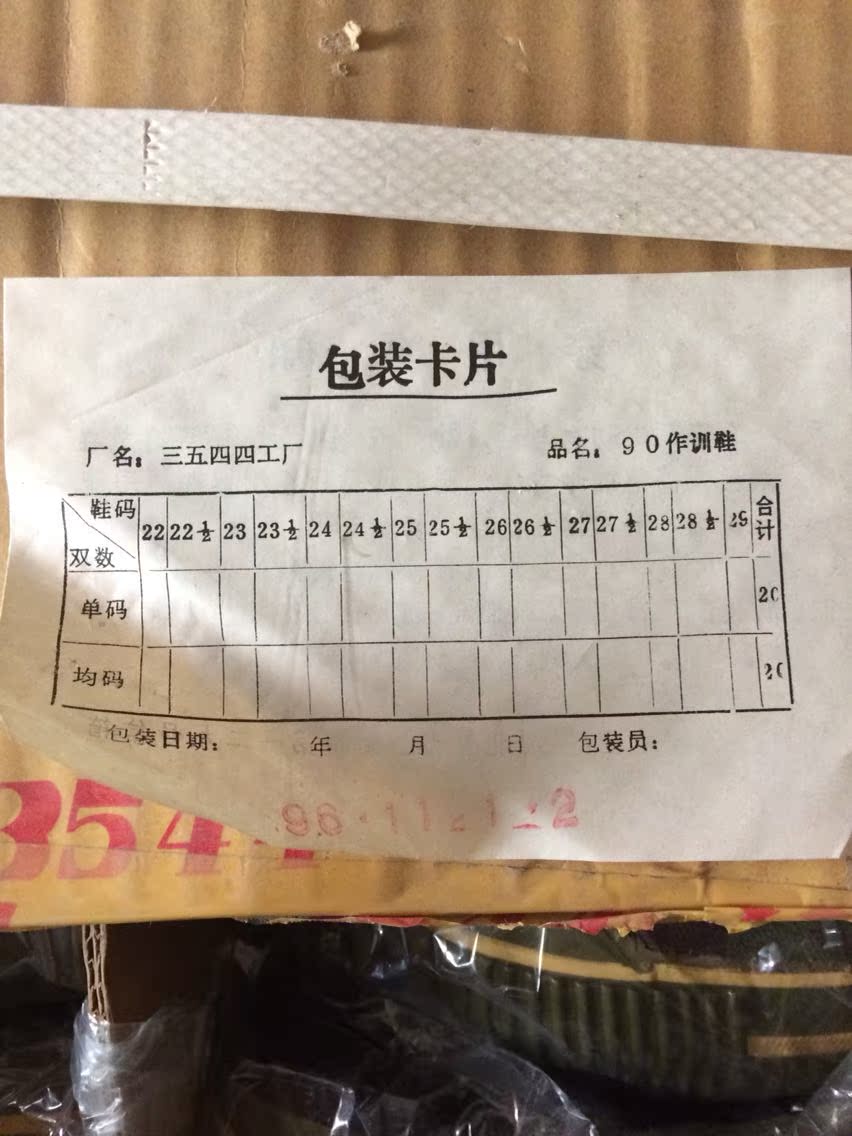 包装卡片
厂名：三五四四工厂 品名：90作训鞋
鞋码 双数 22 22½ 23 23½ 24 24½ 25 25½ 26 26½ 27 27½ 28 28½ 29 合计
单码 20
均码 20
包装日期： 年 月 日 包装员：
96.11
354